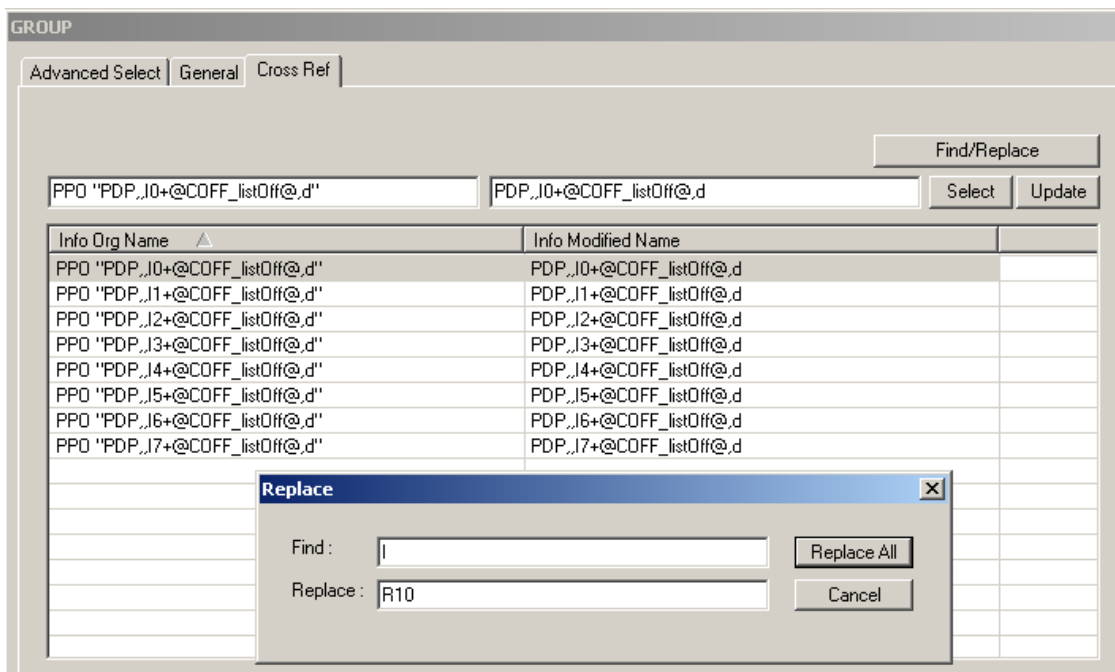 GROUP
Advanced Select General Cross Ref
Find/Replace
PPO "PDP,,I0+@COFF_listOff@,d" PDP,,I0+@COFF_listOff@,d Select Update
Info Org Name Info Modified Name
PPO "PDP,,I0+@COFF_listOff@,d" PDP,,I0+@COFF_listOff@,d
PPO "PDP,,I1+@COFF_listOff@,d" PDP,,I1+@COFF_listOff@,d
PPO "PDP,,I2+@COFF_listOff@,d" PDP,,I2+@COFF_listOff@,d
PPO "PDP,,I3+@COFF_listOff@,d" PDP,,I3+@COFF_listOff@,d
PPO "PDP,,I4+@COFF_listOff@,d" PDP,,I4+@COFF_listOff@,d
PPO "PDP,,I5+@COFF_listOff@,d" PDP,,I5+@COFF_listOff@,d
PPO "PDP,,I6+@COFF_listOff@,d" PDP,,I6+@COFF_listOff@,d
PPO "PDP,,I7+@COFF_listOff@,d" PDP,,I7+@COFF_listOff@,d
Replace
Find : I Replace All
Replace : R10 Cancel